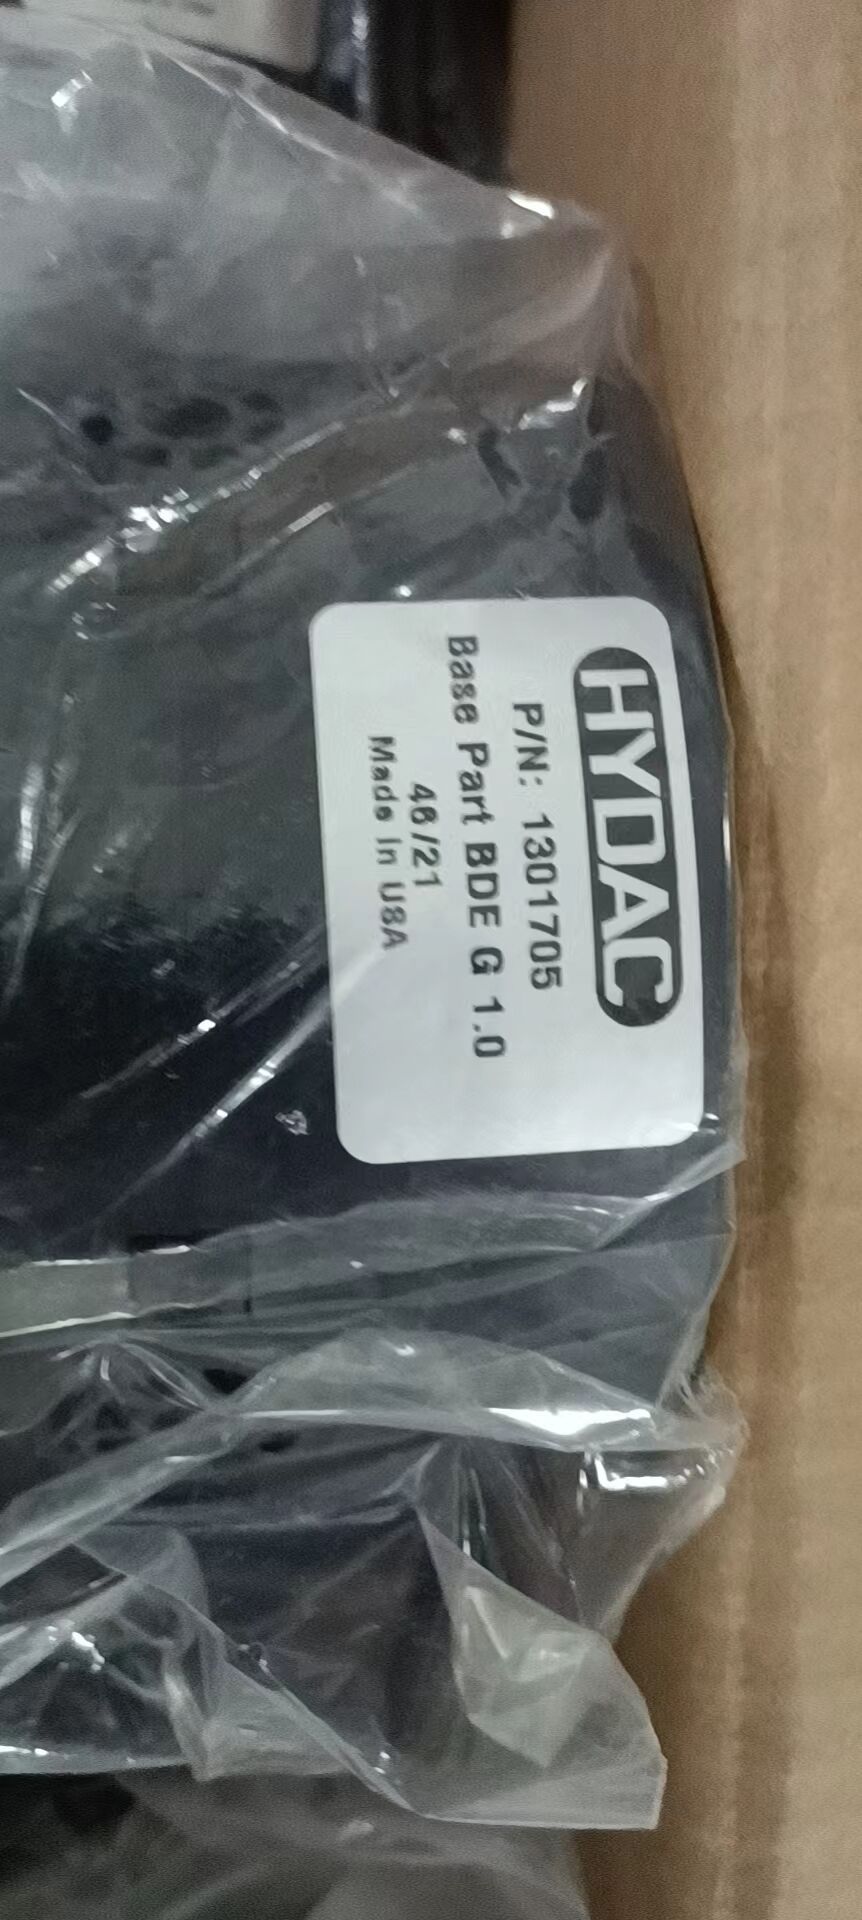 HYDAC
P/N: 1301705
Base Part BDE G 1.0
46/21
Made in USA